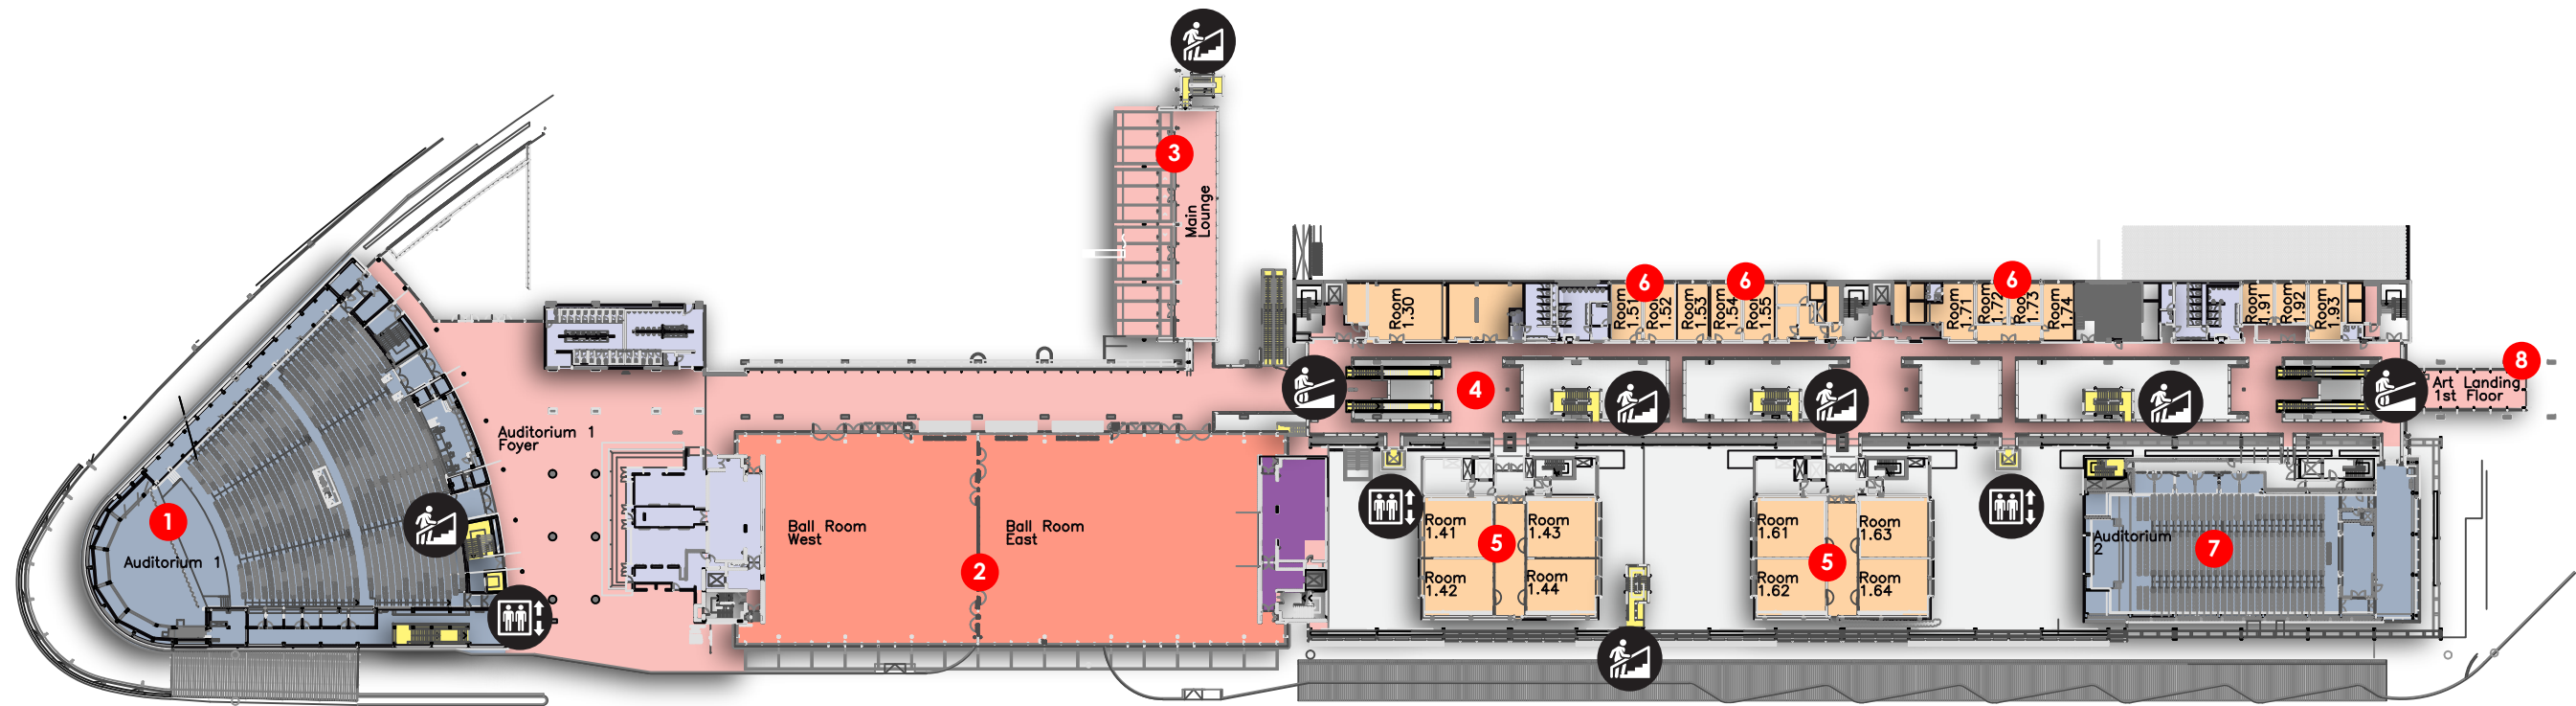 3
Main
Lounge
6
6
6
Room
1.30
Room
1.51
Room
1.52
Room
1.53
Room
1.54
Room
1.55
Room
1.71
Room
1.72
Room
1.73
Room
1.74
Room
1.91
Room
1.92
Room
1.93
8
4
Art Landing
1st Floor
Auditorium 1
Foyer
1
Auditorium 1
Ball Room
West
Ball Room
East
2
Room
1.41
Room
1.43
5
Room
1.42
Room
1.44
Room
1.61
Room
1.63
5
Room
1.62
Room
1.64
Auditorium
2
7